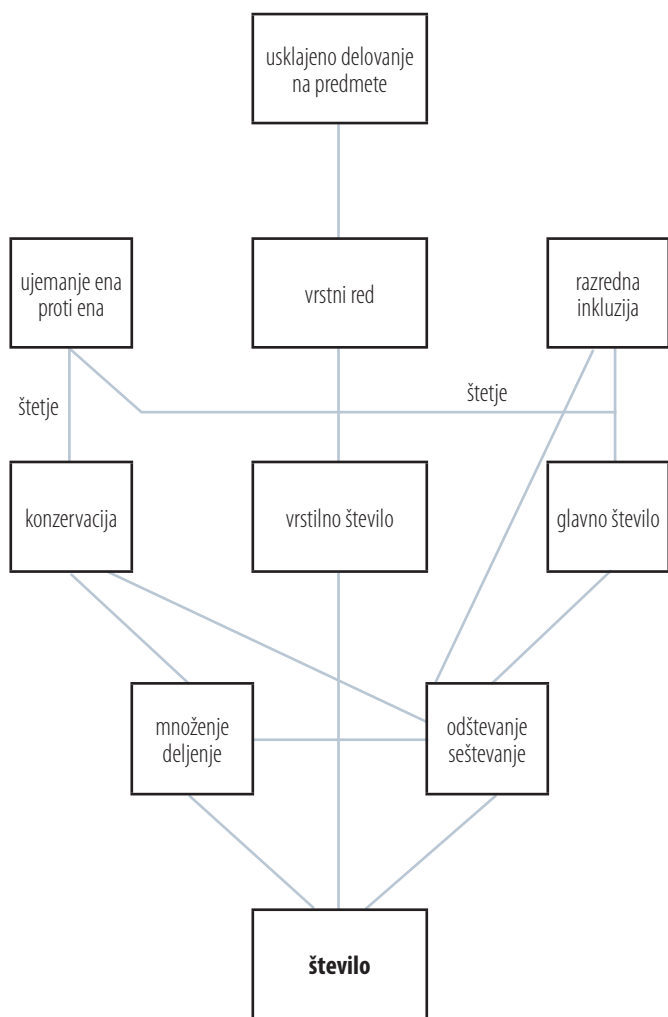 usklajeno delovanje
na predmete
ujemanje ena
proti ena
vrstni red
razredna
inkluzija
štetje
štetje
konzervacija
vrstilno število
glavno število
množenje
deljenje
odštevanje
seštevanje
število